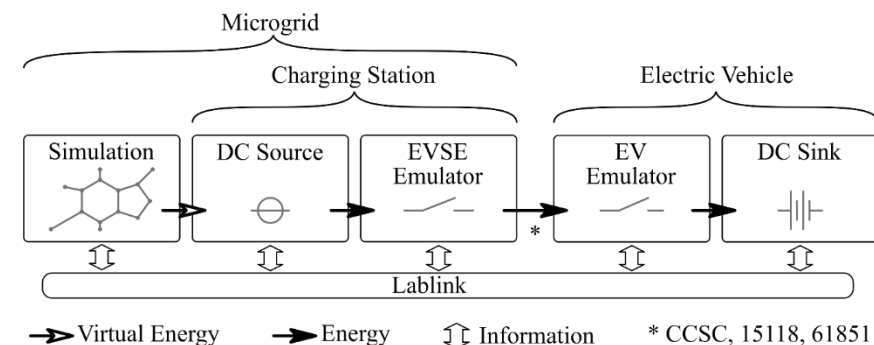 Microgrid
Charging Station
Electric Vehicle
Simulation
DC Source
EVSE
Emulator
EV
Emulator
DC Sink
*
Lablink
Virtual Energy
Energy
Information
* CCSC, 15118, 61851